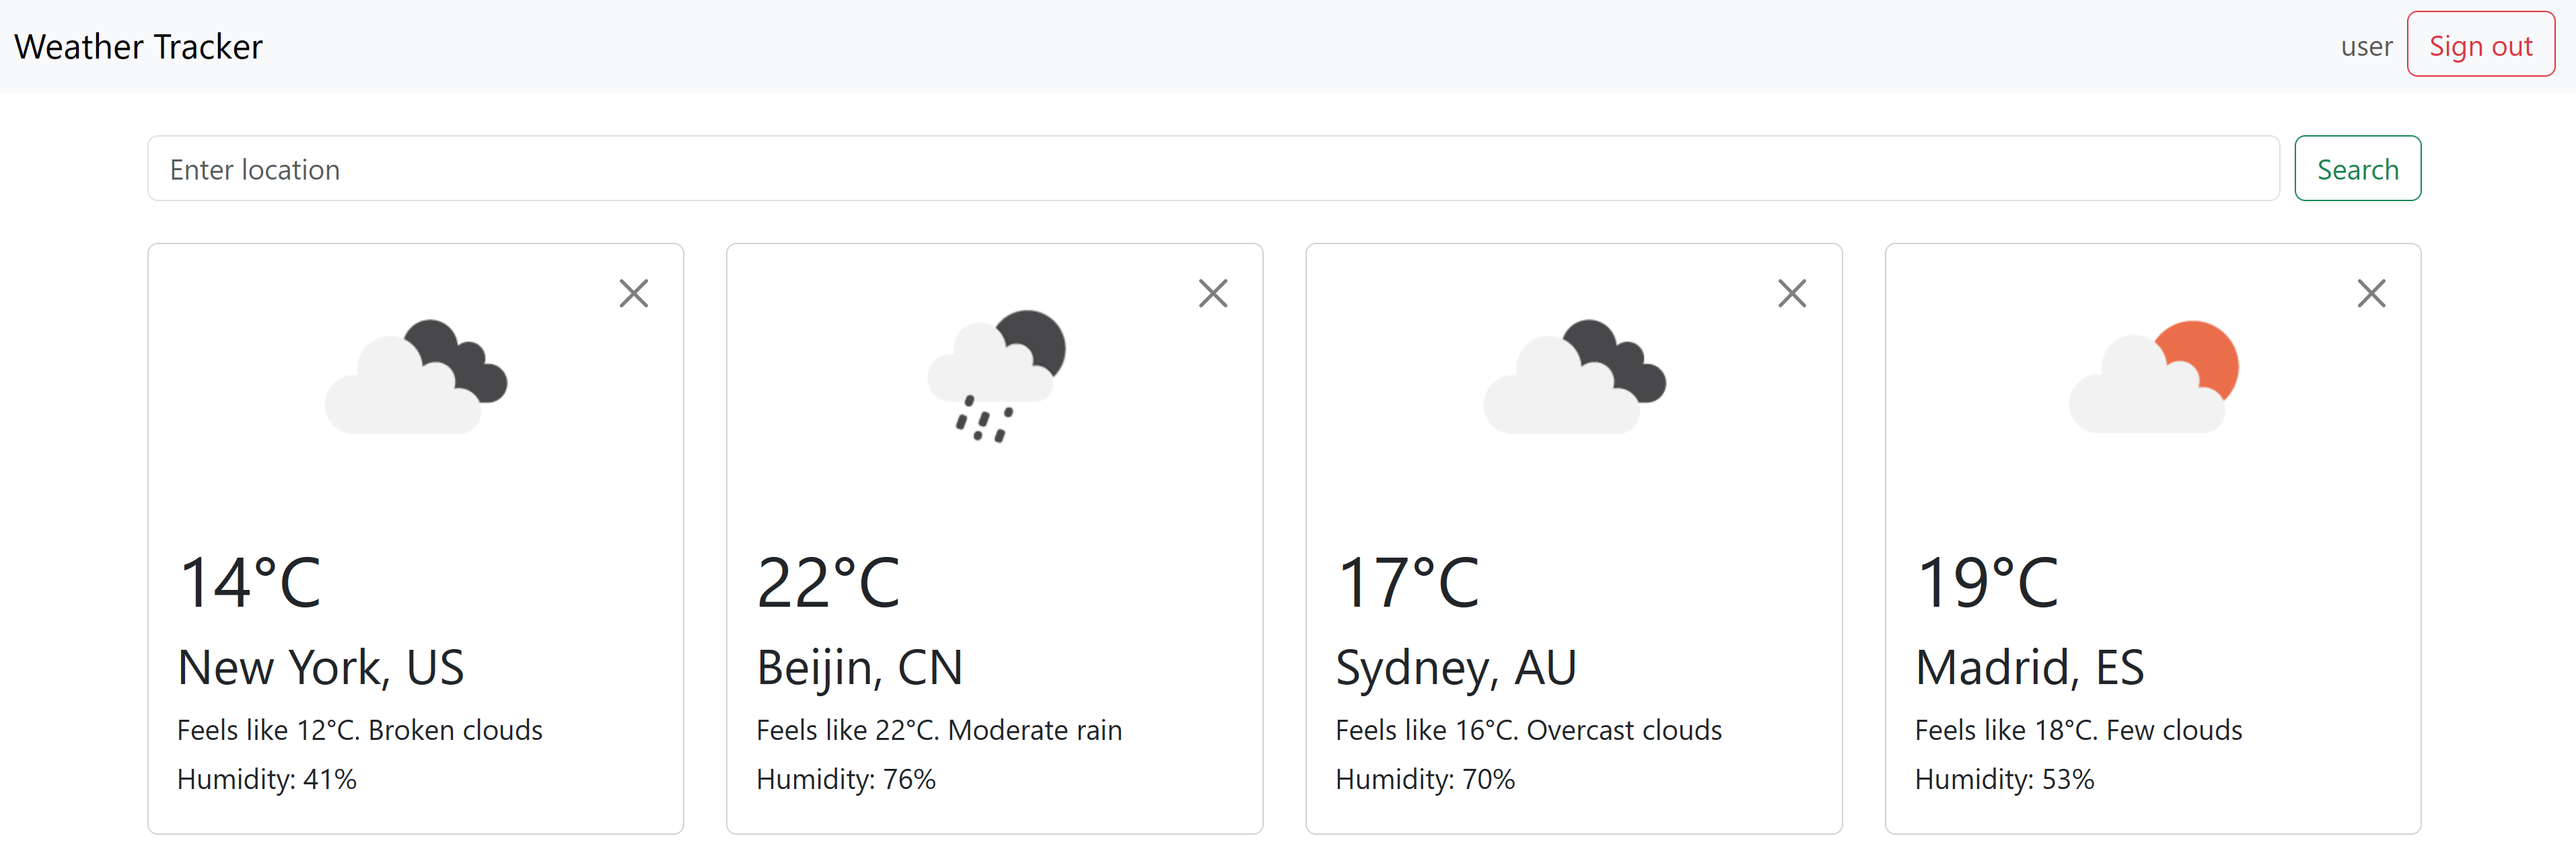 Weather Tracker
user
Sign out
Enter location
Search
14°C
New York, US
Feels like 12°C. Broken clouds
Humidity: 41%
22°C
Beijin, CN
Feels like 22°C. Moderate rain
Humidity: 76%
17°C
Sydney, AU
Feels like 16°C. Overcast clouds
Humidity: 70%
19°C
Madrid, ES
Feels like 18°C. Few clouds
Humidity: 53%